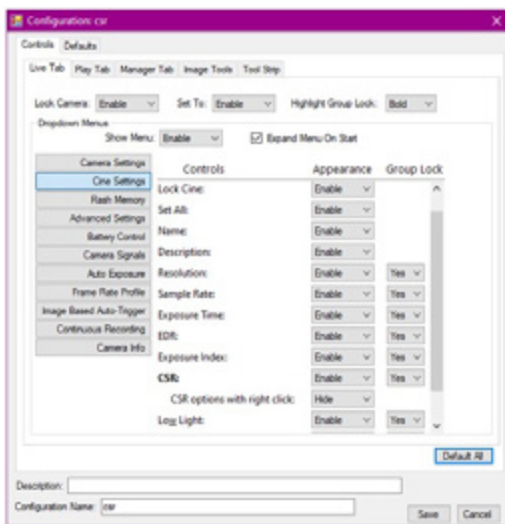 Configuration: csr
Controls Defaults
Live Tab Play Tab Manager Tab Image Tools Tool Strip
Lock Camera: Enable Set To: Enable Highlight Group Lock: Bold
Dropdown Menus
Show Menu: Enable Expand Menu On Start
Camera Settings
Cine Settings
Flash Memory
Advanced Settings
Battery Control
Camera Signals
Auto Exposure
Frame Rate Profile
Image Based Auto-Trigger
Continuous Recording
Camera Info
Controls Appearance Group Lock
Lock Cine: Enable
Set All: Enable
Name: Enable
Description: Enable
Resolution: Enable Yes
Sample Rate: Enable Yes
Exposure Time: Enable Yes
EDR: Enable Yes
Exposure Index: Enable Yes
CSR: Enable Yes
CSR options with right click: Hide
Low Light: Enable Yes
Default All
Description:
Configuration Name: csr
Save Cancel